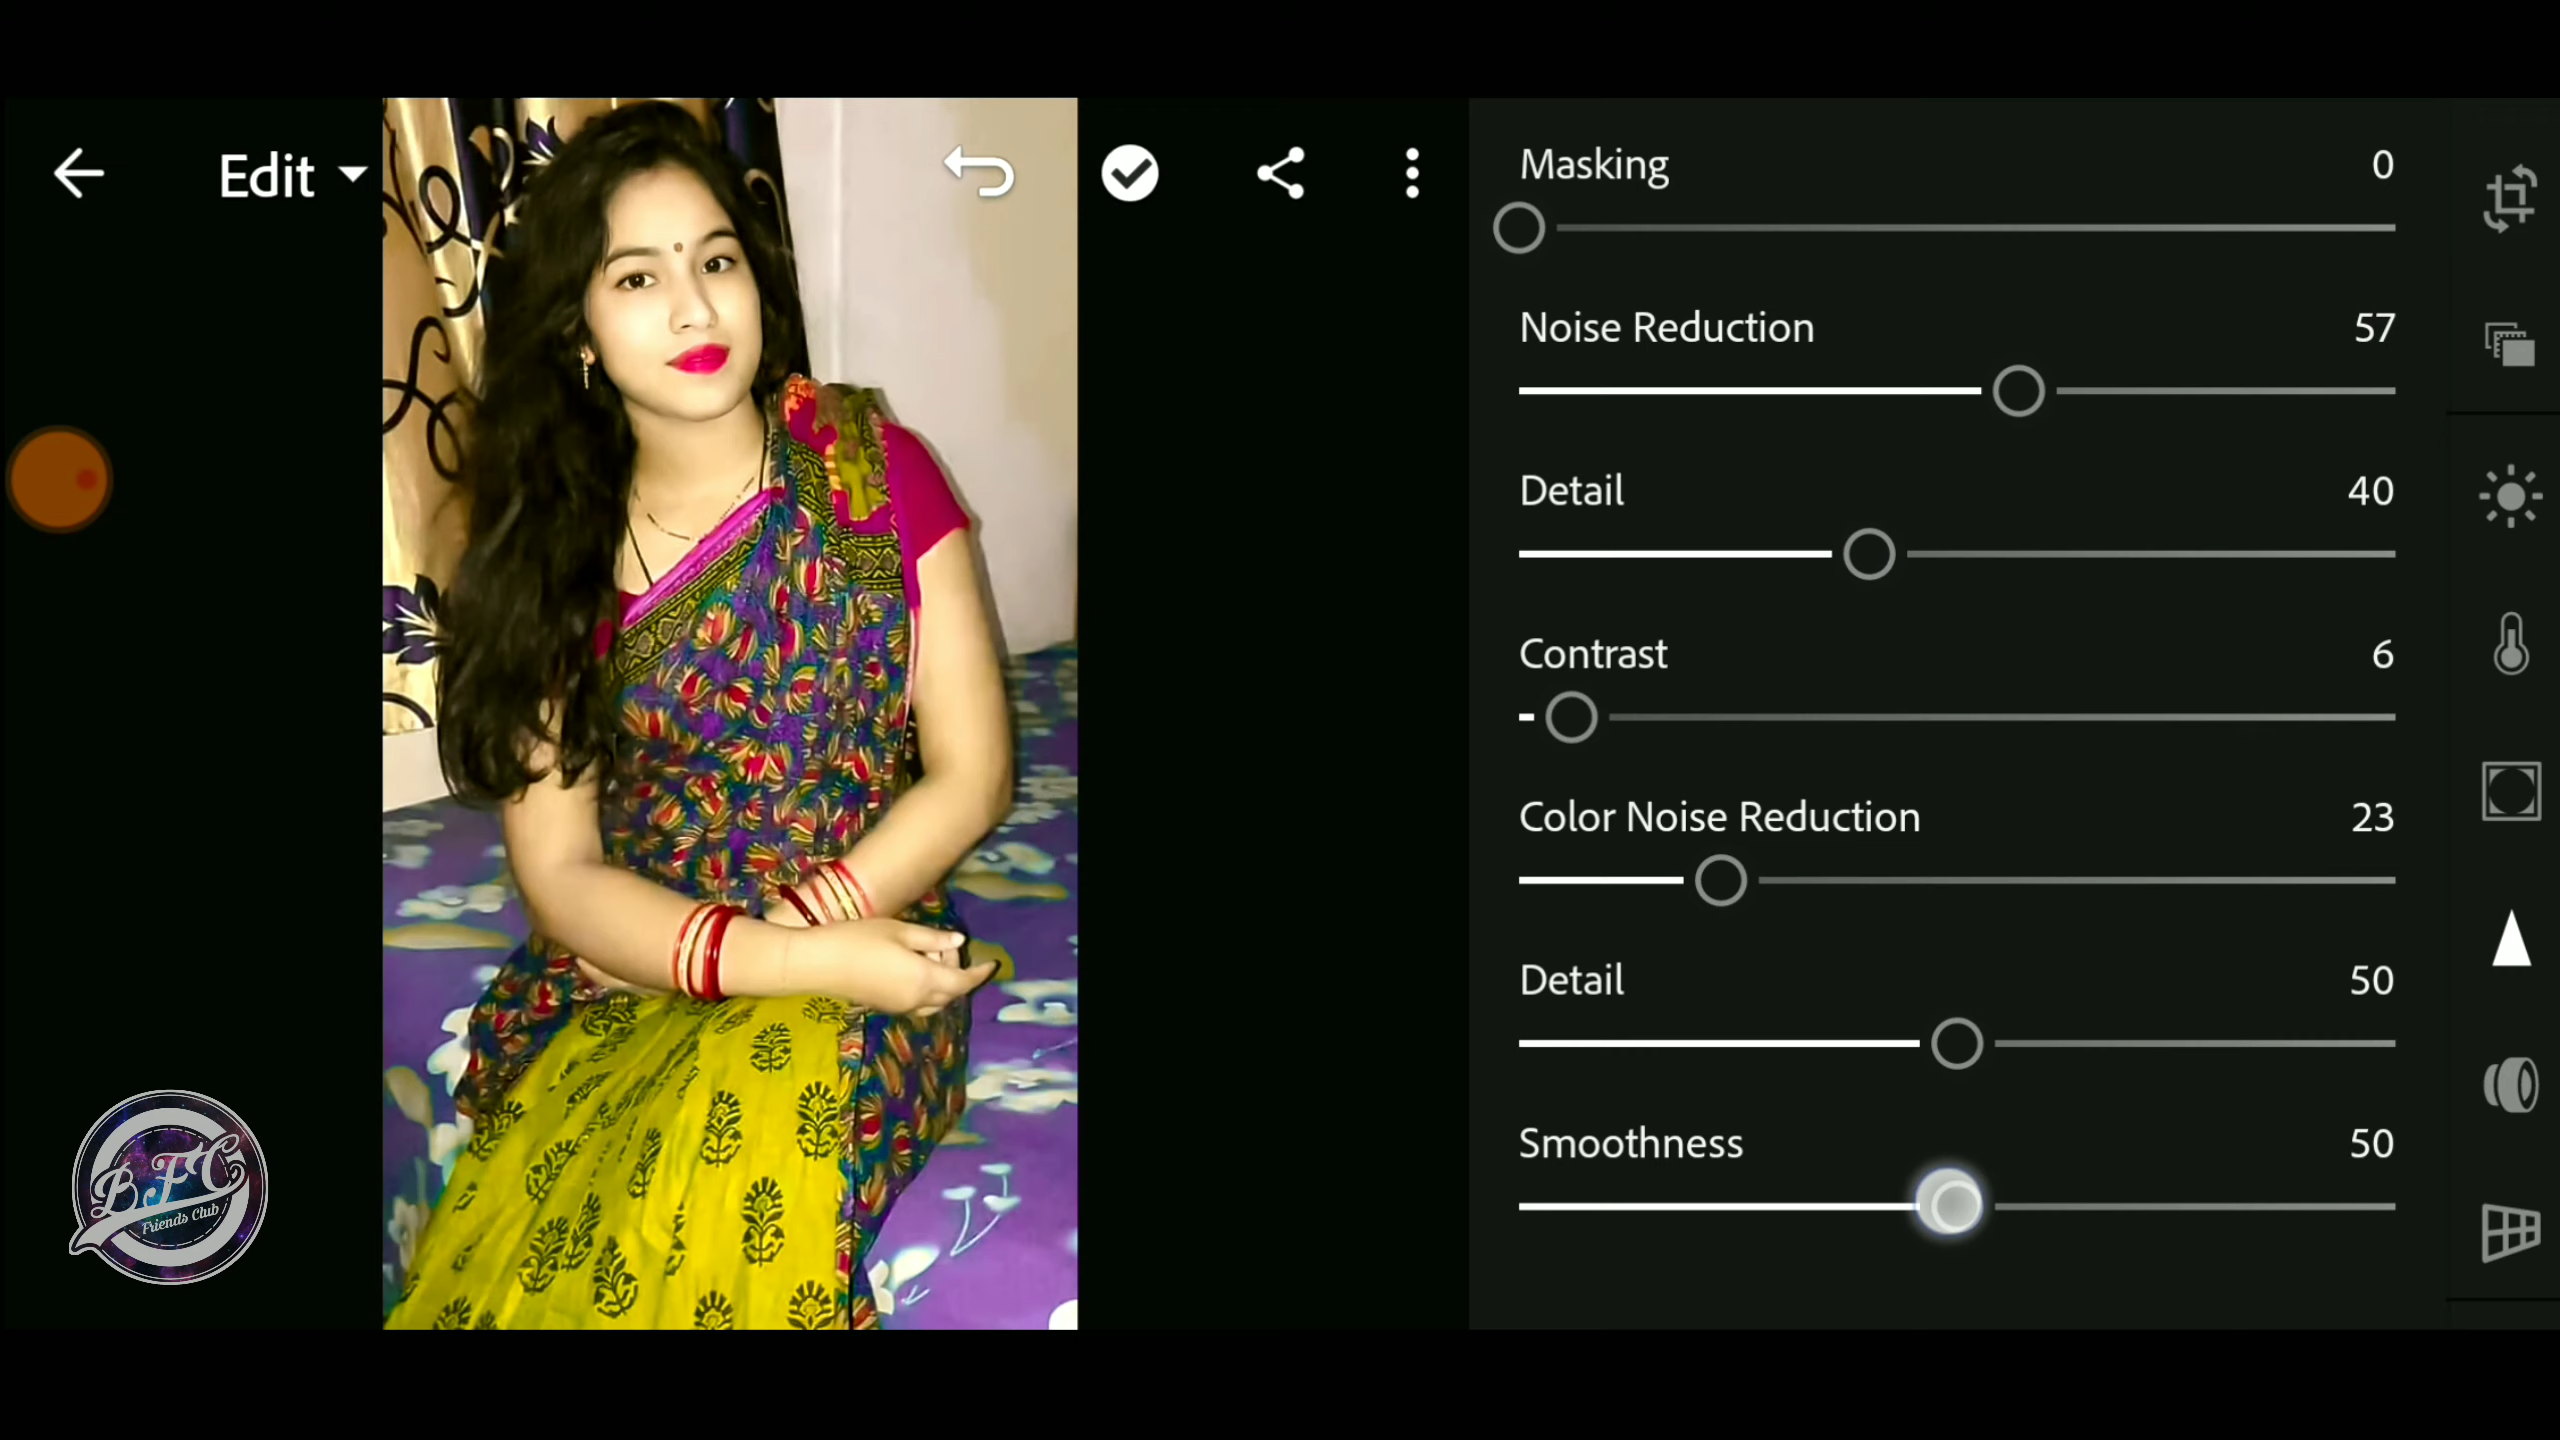 Edit
Masking 0
Noise Reduction 57
Detail 40
Contrast 6
Color Noise Reduction 23
Detail 50
Smoothness 50
BFC
Friends Club